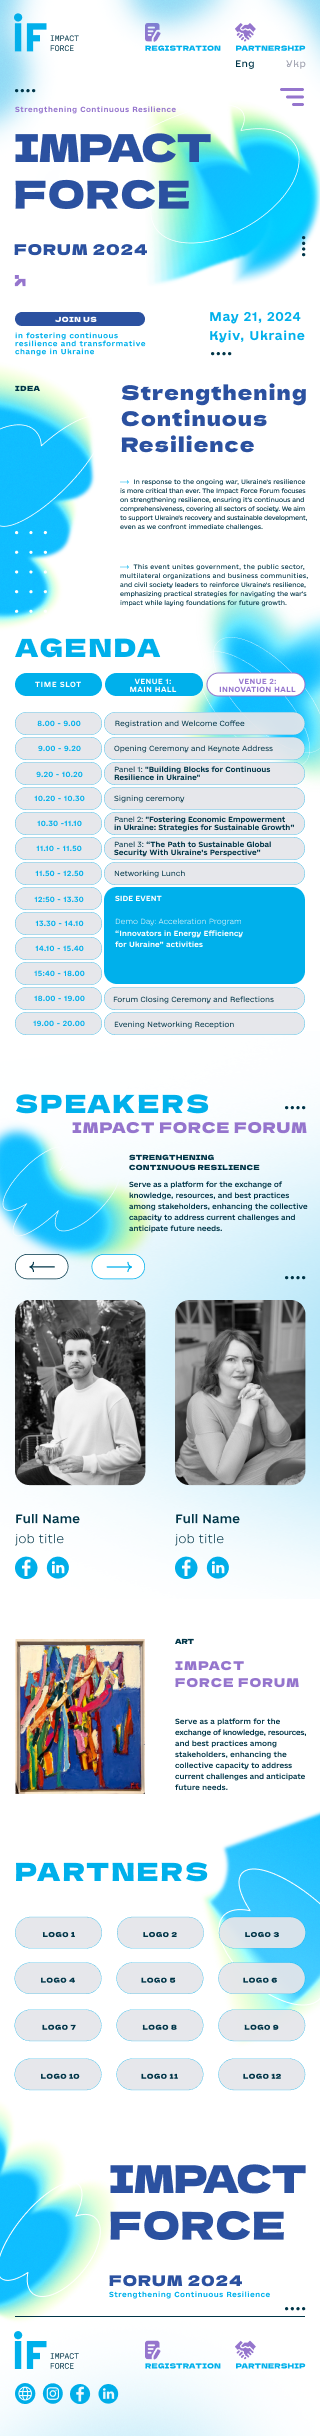 iF IMPACT
FORCE
REGISTRATION PARTNERSHIP
Eng Укр
Strengthening Continuous Resilience
IMPACT
FORCE
FORUM 2024
JOIN US
in fostering continuous
resilience and transformative
change in Ukraine
May 21, 2024
Kyiv, Ukraine
IDEA
Strengthening
Continuous
Resilience
→ In response to the ongoing war, Ukraine's resilience
is more critical than ever. The Impact Force Forum focuses
on strengthening resilience, ensuring it's continuous and
comprehensiveness, covering all sectors of society. We aim
to support Ukraine's recovery and sustainable development,
even as we confront immediate challenges.
→ This event unites government, the public sector,
multilateral organizations and business communities,
and civil society leaders to reinforce Ukraine's resilience,
emphasizing practical strategies for navigating the war's
impact while laying foundations for future growth.
AGENDA
TIME SLOT
VENUE 1:
MAIN HALL
VENUE 2:
INNOVATION HALL
8.00 - 9.00 Registration and Welcome Coffee
9.00 - 9.20 Opening Ceremony and Keynote Address
9.20 - 10.20 Panel 1: "Building Blocks for Continuous
Resilience in Ukraine"
10.20 - 10.30 Signing ceremony
10.30 -11.10 Panel 2: "Fostering Economic Empowerment
in Ukraine: Strategies for Sustainable Growth"
11.10 - 11.50 Panel 3: "The Path to Sustainable Global
Security With Ukraine's Perspective"
11.50 - 12.50 Networking Lunch
12:50 - 13.30 SIDE EVENT
13.30 - 14.10 Demo Day: Acceleration Program
"Innovators in Energy Efficiency
14.10 - 15.40 for Ukraine" activities
15:40 - 18.00
18.00 - 19.00 Forum Closing Ceremony and Reflections
19.00 - 20.00 Evening Networking Reception
SPEAKERS
IMPACT FORCE FORUM
STRENGTHENING
CONTINUOUS RESILIENCE
Serve as a platform for the exchange of
knowledge, resources, and best practices
among stakeholders, enhancing the collective
capacity to address current challenges and
anticipate future needs.
Full Name Full Name
job title job title
ART
IMPACT
FORCE FORUM
Serve as a platform for the
exchange of knowledge, resources,
and best practices among
stakeholders, enhancing the
collective capacity to address
current challenges and anticipate
future needs.
PARTNERS
LOGO 1 LOGO 2 LOGO 3
LOGO 4 LOGO 5 LOGO 6
LOGO 7 LOGO 8 LOGO 9
LOGO 10 LOGO 11 LOGO 12
IMPACT
FORCE
FORUM 2024
Strengthening Continuous Resilience
iF IMPACT
FORCE
REGISTRATION PARTNERSHIP